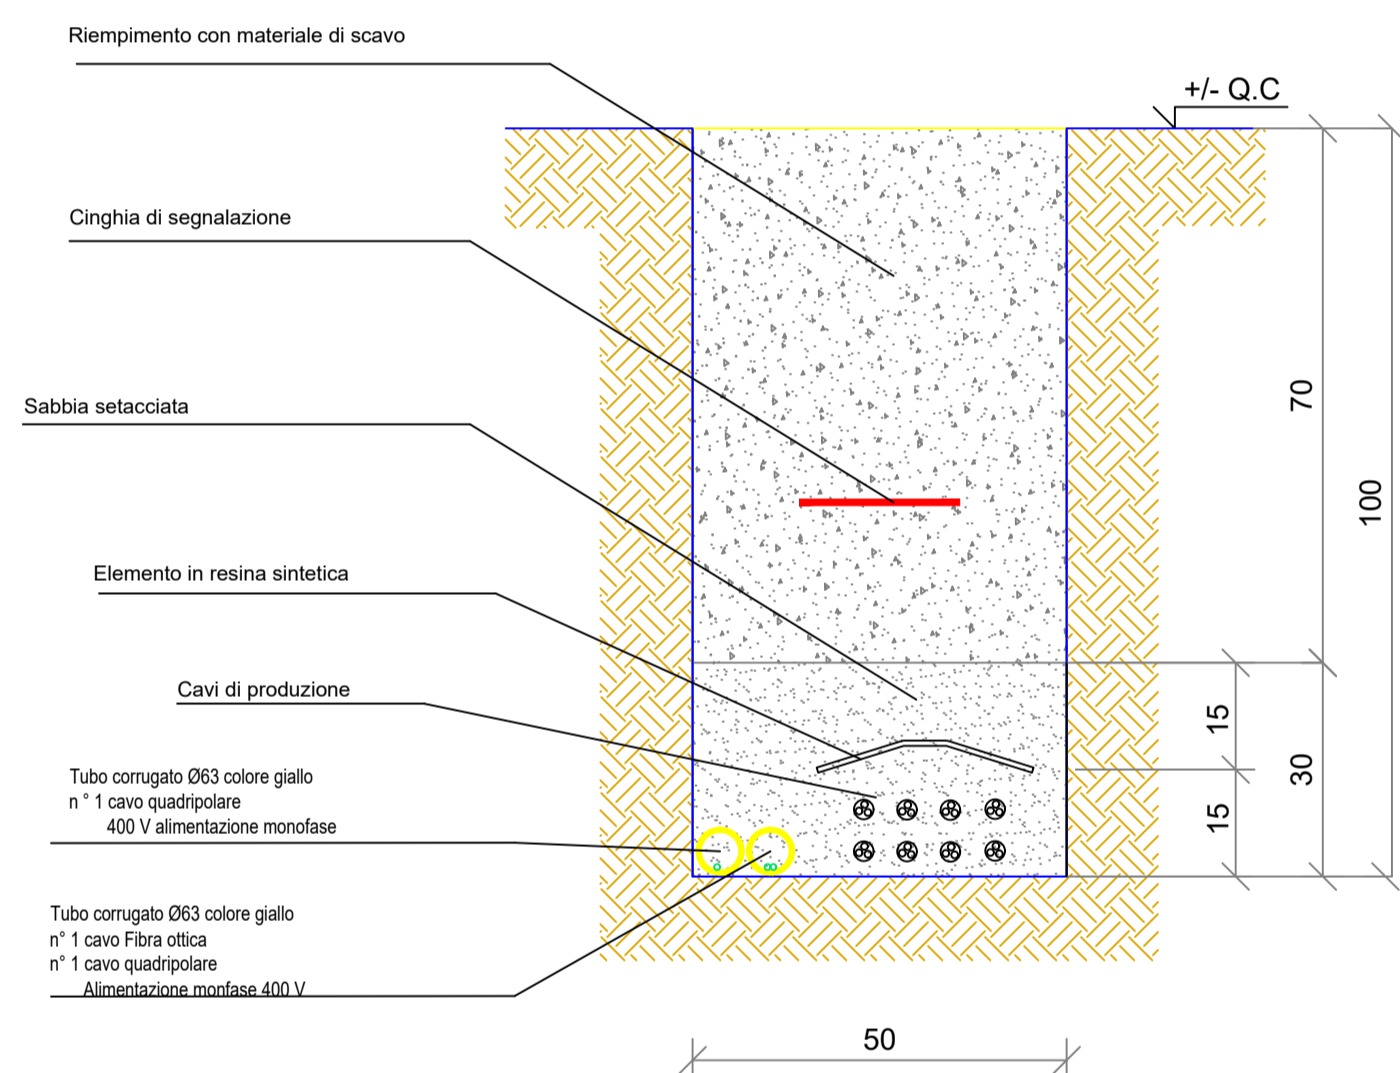 Riempimento con materiale di scavo
+/- Q.C
Cinghia di segnalazione
Sabbia setacciata
Elemento in resina sintetica
Cavi di produzione
Tubo corrugato Ø63 colore giallo
n ° 1 cavo quadripolare
400 V alimentazione monofase
Tubo corrugato Ø63 colore giallo
n° 1 cavo Fibra ottica
n° 1 cavo quadripolare
Alimentazione monfase 400 V
70
100
15
30
15
50